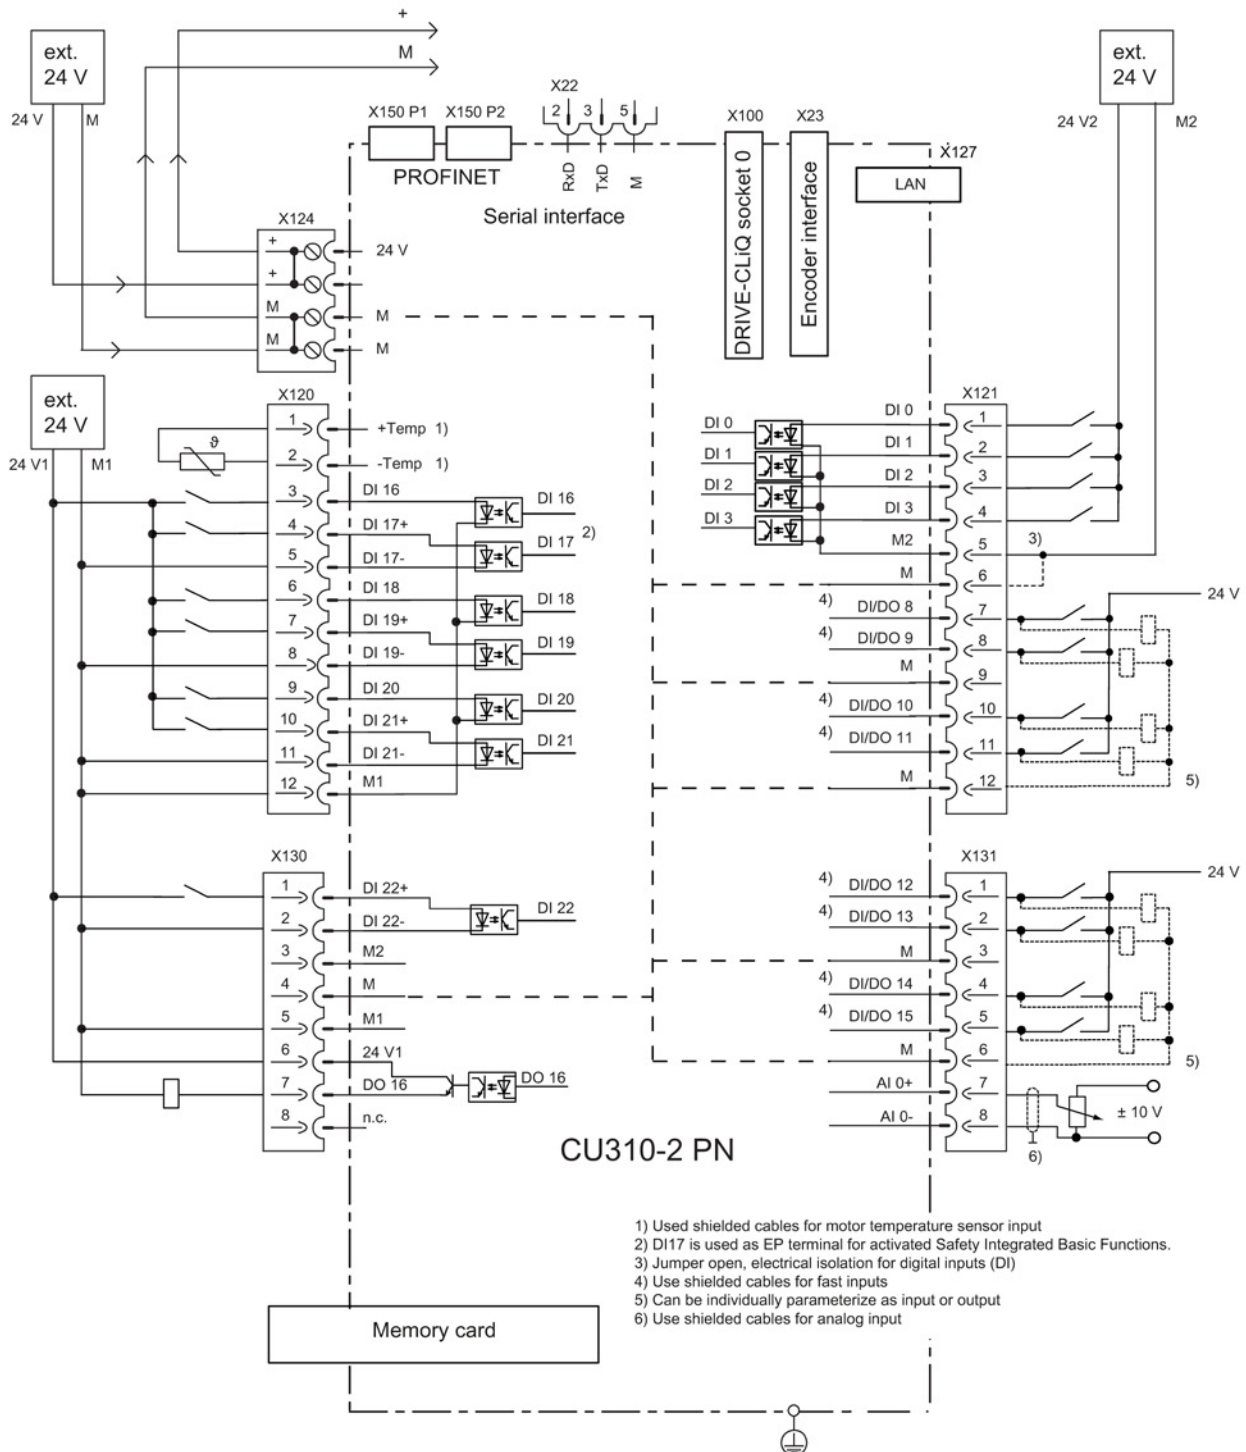 +
M
ext.
24 V
24 V
M
X150 P1
X150 P2
PROFINET
X22
2
3
5
RxD
TxD
M
Serial interface
X100
DRIVE-CLiQ socket 0
X23
Encoder interface
X127
LAN
ext.
24 V
24 V2
M2
X124
+
24 V
+
M
M
M
M
ext.
24 V
24 V1
M1
X120
ϑ
1
+Temp 1)
2
-Temp 1)
3
DI 16
DI 16
4
DI 17+
DI 17
2)
5
DI 17-
6
DI 18
DI 18
7
DI 19+
DI 19
8
DI 19-
9
DI 20
DI 20
10
DI 21+
DI 21
11
DI 21-
12
M1
X121
DI 0
DI 0
1
DI 1
DI 1
2
DI 2
DI 2
3
DI 3
DI 3
4
M2
5
3)
M
6
24 V
4)
DI/DO 8
7
4)
DI/DO 9
8
M
9
4)
DI/DO 10
10
4)
DI/DO 11
11
M
12
5)
X130
1
DI 22+
DI 22
2
DI 22-
3
M2
4
M
5
M1
6
24 V1
7
DO 16
DO 16
8
n.c.
X131
24 V
4)
DI/DO 12
1
4)
DI/DO 13
2
M
3
4)
DI/DO 14
4
4)
DI/DO 15
5
M
6
5)
AI 0+
7
± 10 V
AI 0-
8
6)
CU310-2 PN
1) Used shielded cables for motor temperature sensor input
2) DI17 is used as EP terminal for activated Safety Integrated Basic Functions.
3) Jumper open, electrical isolation for digital inputs (DI)
4) Use shielded cables for fast inputs
5) Can be individually parameterize as input or output
6) Use shielded cables for analog input
Memory card